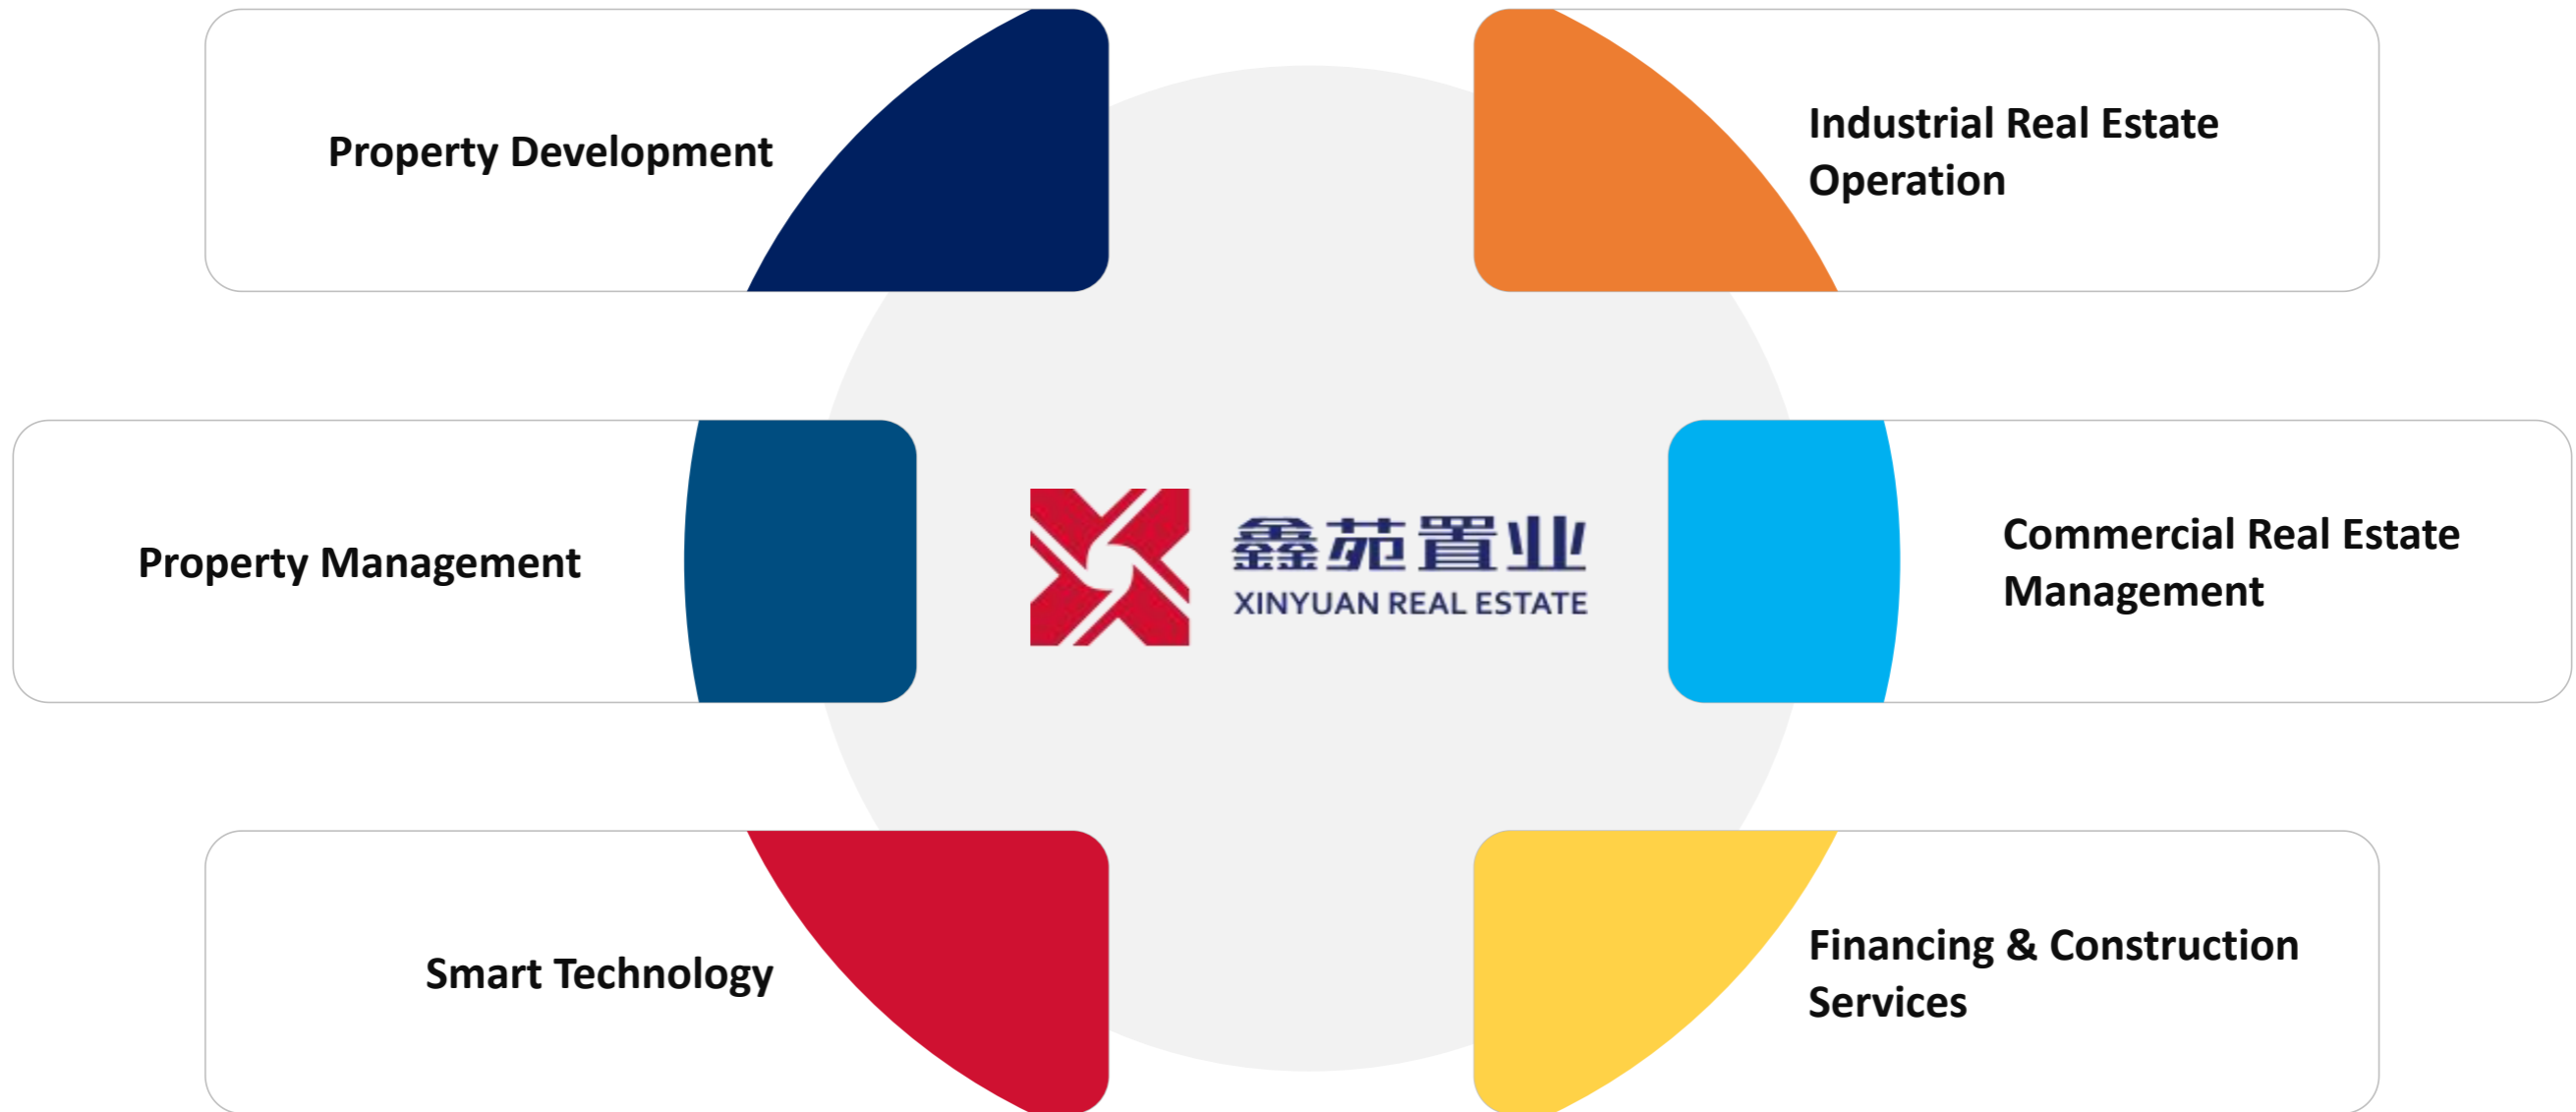 Property Development
Industrial Real Estate
Operation
Property Management
鑫苑置业
XINYUAN REAL ESTATE
Commercial Real Estate
Management
Smart Technology
Financing & Construction
Services